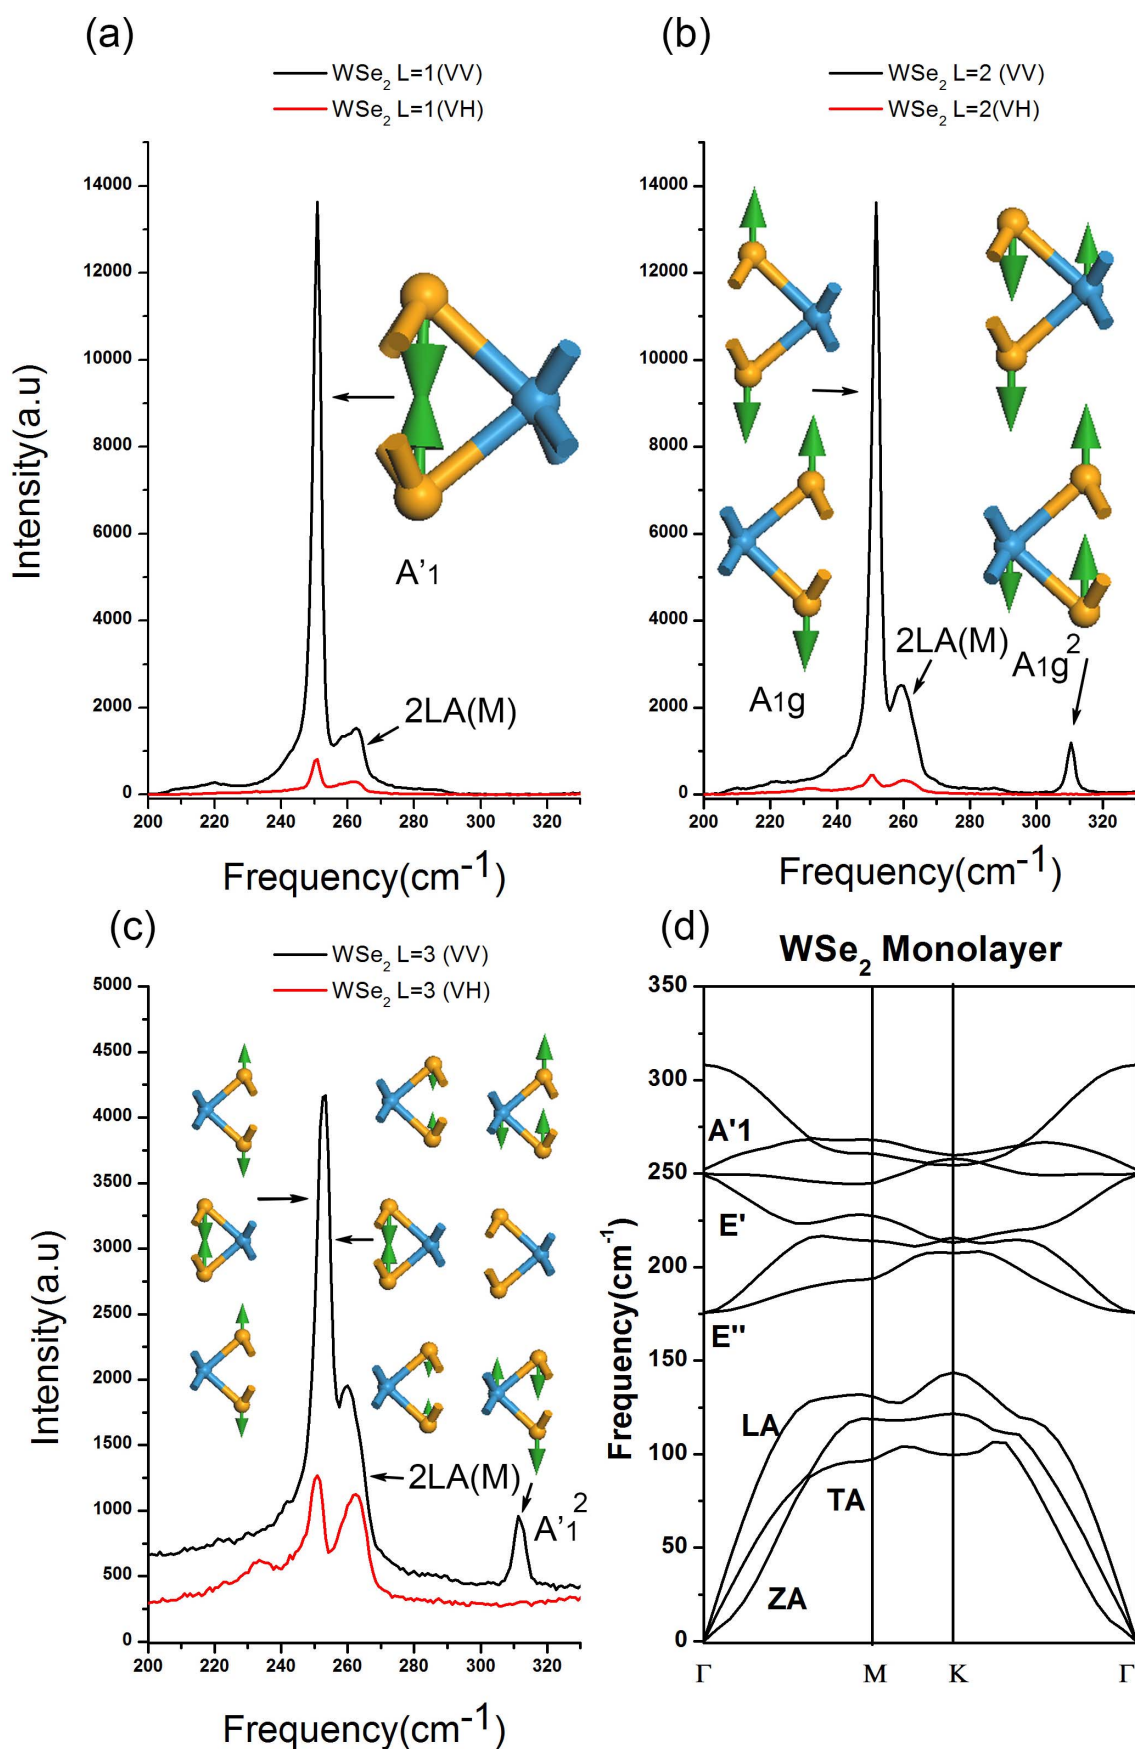 (a)
WSe2 L=1(VV)
WSe2 L=1(VH)
Intensity(a.u)
14000
12000
10000
8000
6000
4000
2000
0
A'1
2LA(M)
200 220 240 260 280 300 320
Frequency(cm-1)
(b)
WSe2 L=2 (VV)
WSe2 L=2(VH)
14000
12000
10000
8000
6000
4000
2000
0
A1g
2LA(M)
A1g2
200 220 240 260 280 300 320
Frequency(cm-1)
(c)
WSe2 L=3 (VV)
WSe2 L=3 (VH)
Intensity(a.u)
5000
4500
4000
3500
3000
2500
2000
1500
1000
500
0
2LA(M)
A'12
200 220 240 260 280 300 320
Frequency(cm-1)
(d)
WSe2 Monolayer
Frequency(cm-1)
350
300
250
200
150
100
50
0
A'1
E'
E"
LA
TA
ZA
Γ M K Γ